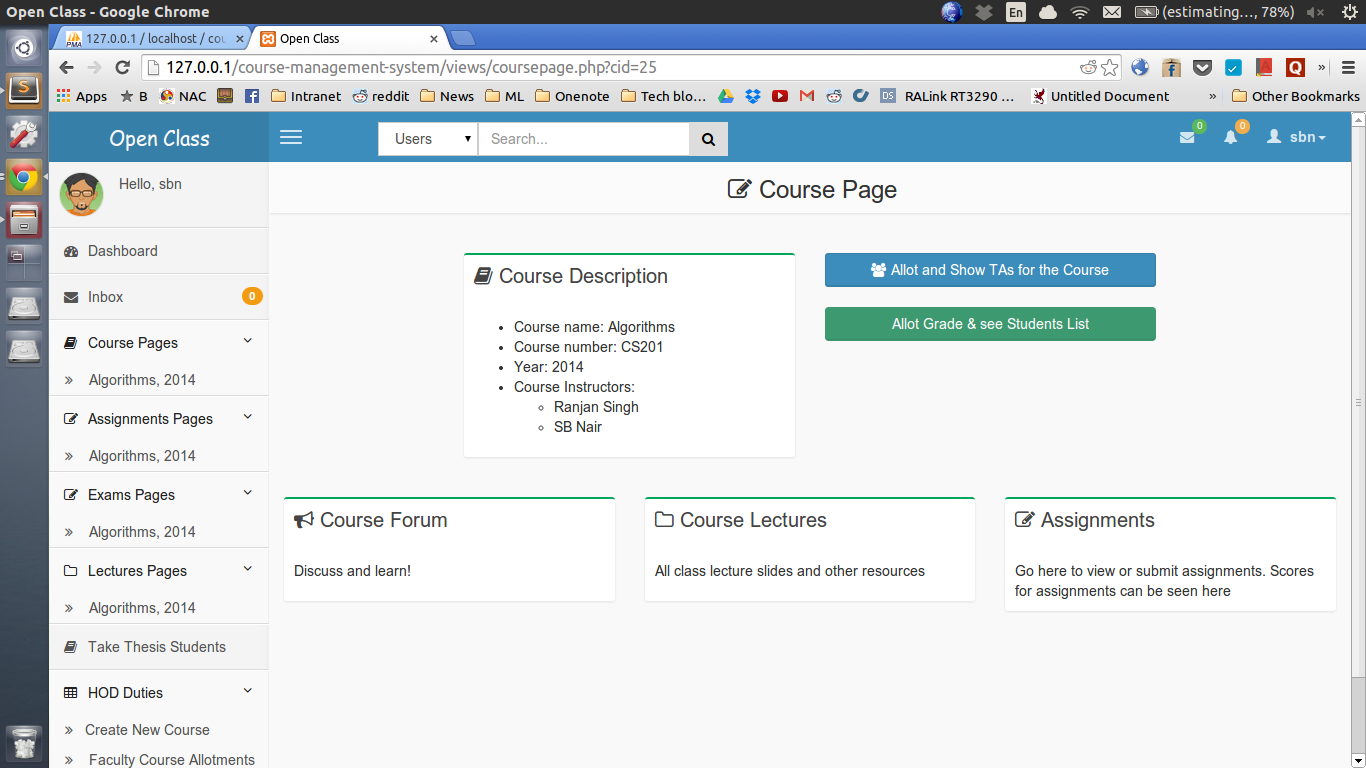 Open Class - Google Chrome
En
(estimating..., 78%)
127.0.0.1 / localhost / cou
Open Class
127.0.0.1/course-management-system/views/coursepage.php?cid=25
Apps
B
NAC
Intranet
reddit
News
ML
Onenote
Tech blo...
RALink RT3290 ...
Untitled Document
»
Other Bookmarks
Open Class
Users
Search...
0
0
sbn
Hello, sbn
Course Page
Dashboard
Inbox
0
Course Pages
Algorithms, 2014
Assignments Pages
Algorithms, 2014
Exams Pages
Algorithms, 2014
Lectures Pages
Algorithms, 2014
Take Thesis Students
HOD Duties
Create New Course
Faculty Course Allotments
Course Description
Course name: Algorithms
Course number: CS201
Year: 2014
Course Instructors:
Ranjan Singh
SB Nair
Allot and Show TAs for the Course
Allot Grade & see Students List
Course Forum
Discuss and learn!
Course Lectures
All class lecture slides and other resources
Assignments
Go here to view or submit assignments. Scores
for assignments can be seen here